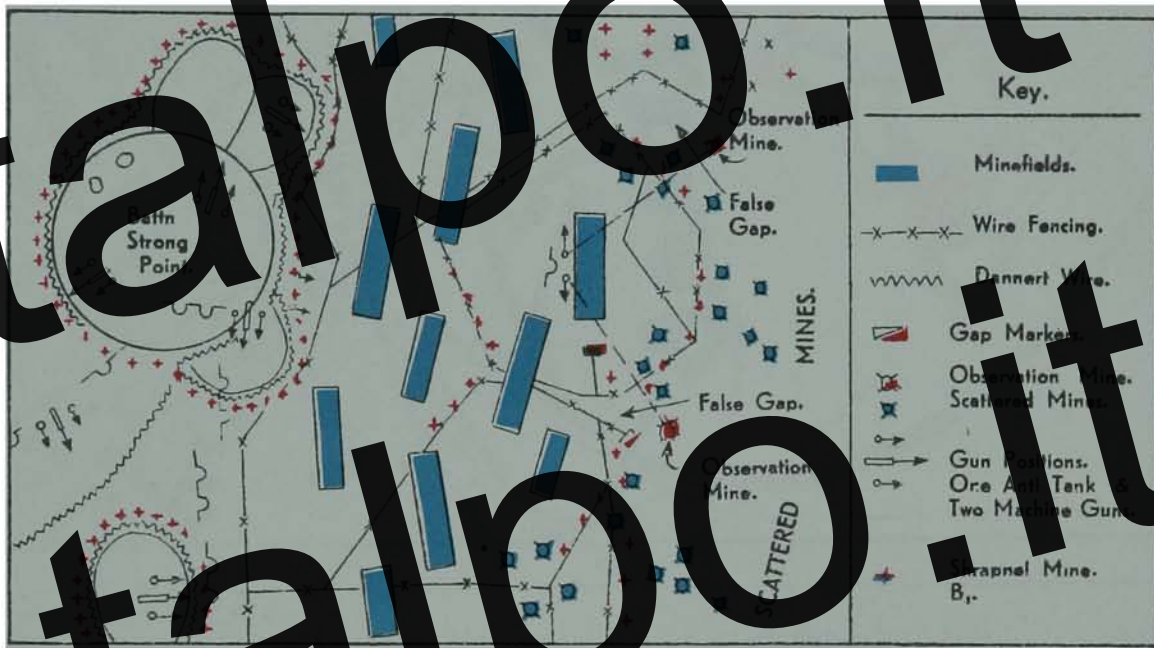 talpo.it
talpo.it
Battn
Strong
Point.
Observation
Mine.
False
Gap.
MINES.
False Gap.
Observation
Mine.
SCATTERED
Key.
Minefields.
Wire Fencing.
Dannert Wire.
Gap Markers.
Observation Mine.
Scattered Mines.
Gun Positions.
One Anti Tank &
Two Machine Guns.
Shrapnel Mine.
B₁.